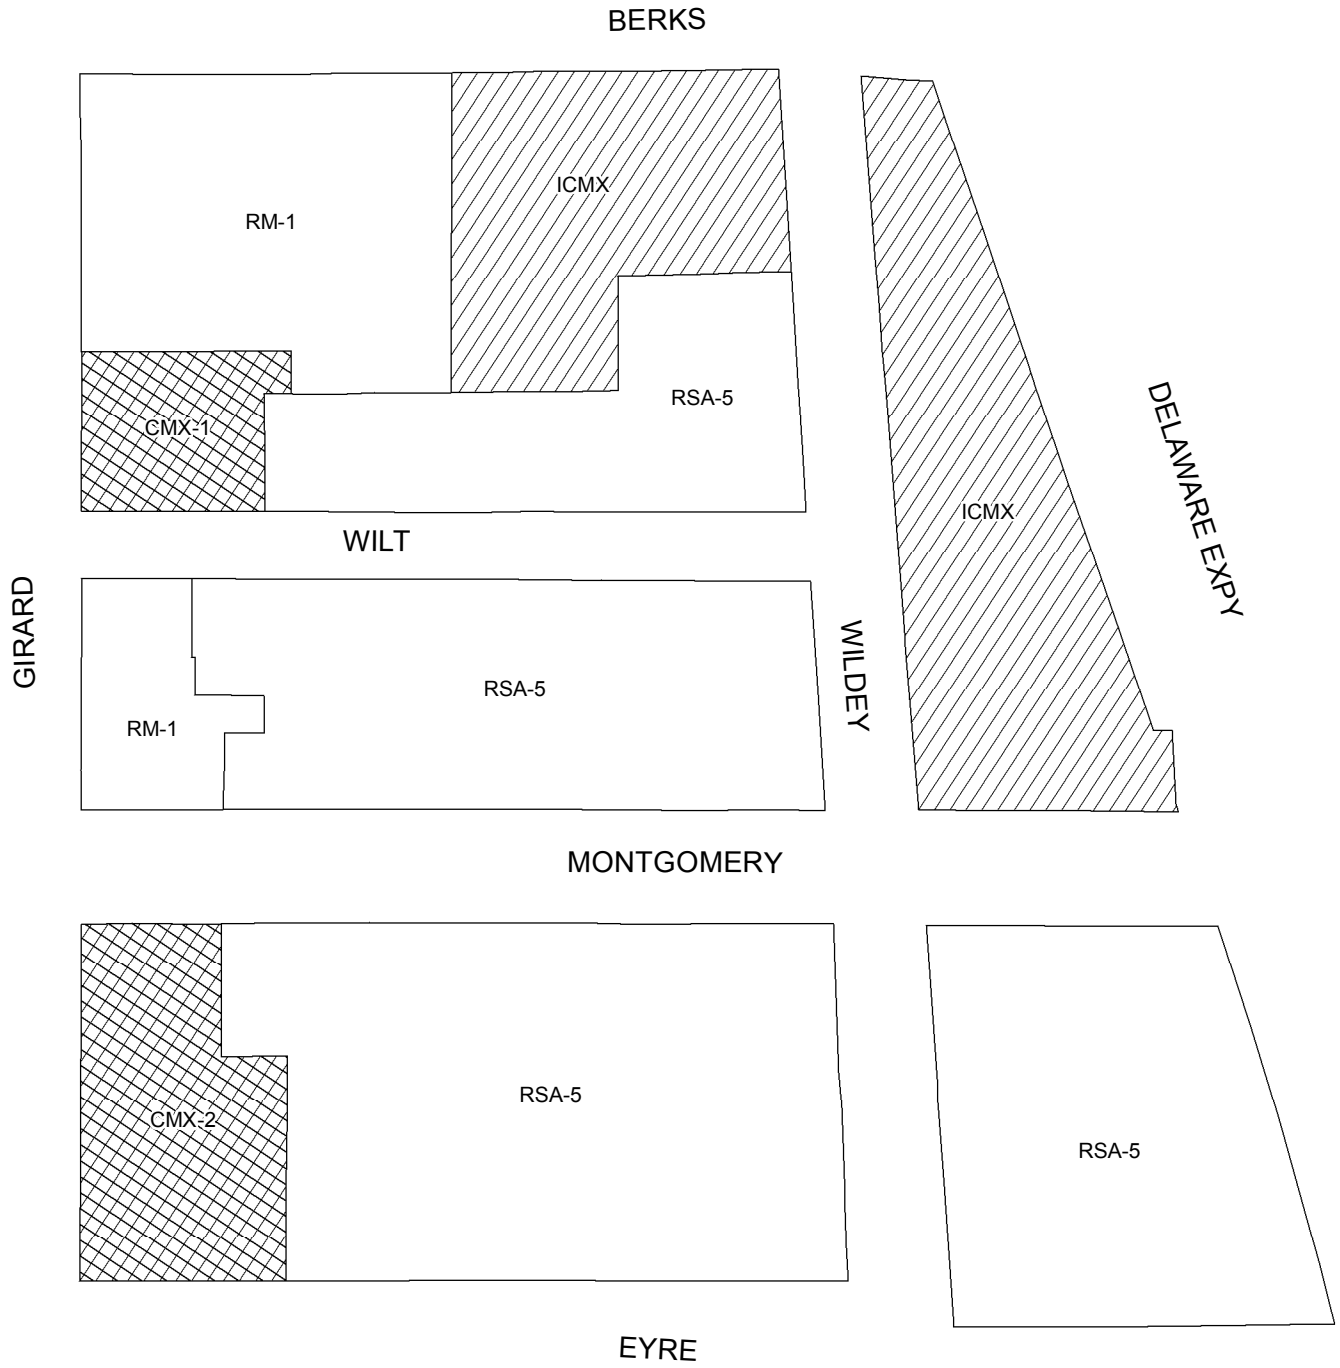 BERKS
ICMX
RM-1
RSA-5
CMX-1
DELAWARE EXPY
ICMX
WILT
GIRARD
WILDEY
RSA-5
RM-1
MONTGOMERY
RSA-5
CMX-2
RSA-5
EYRE